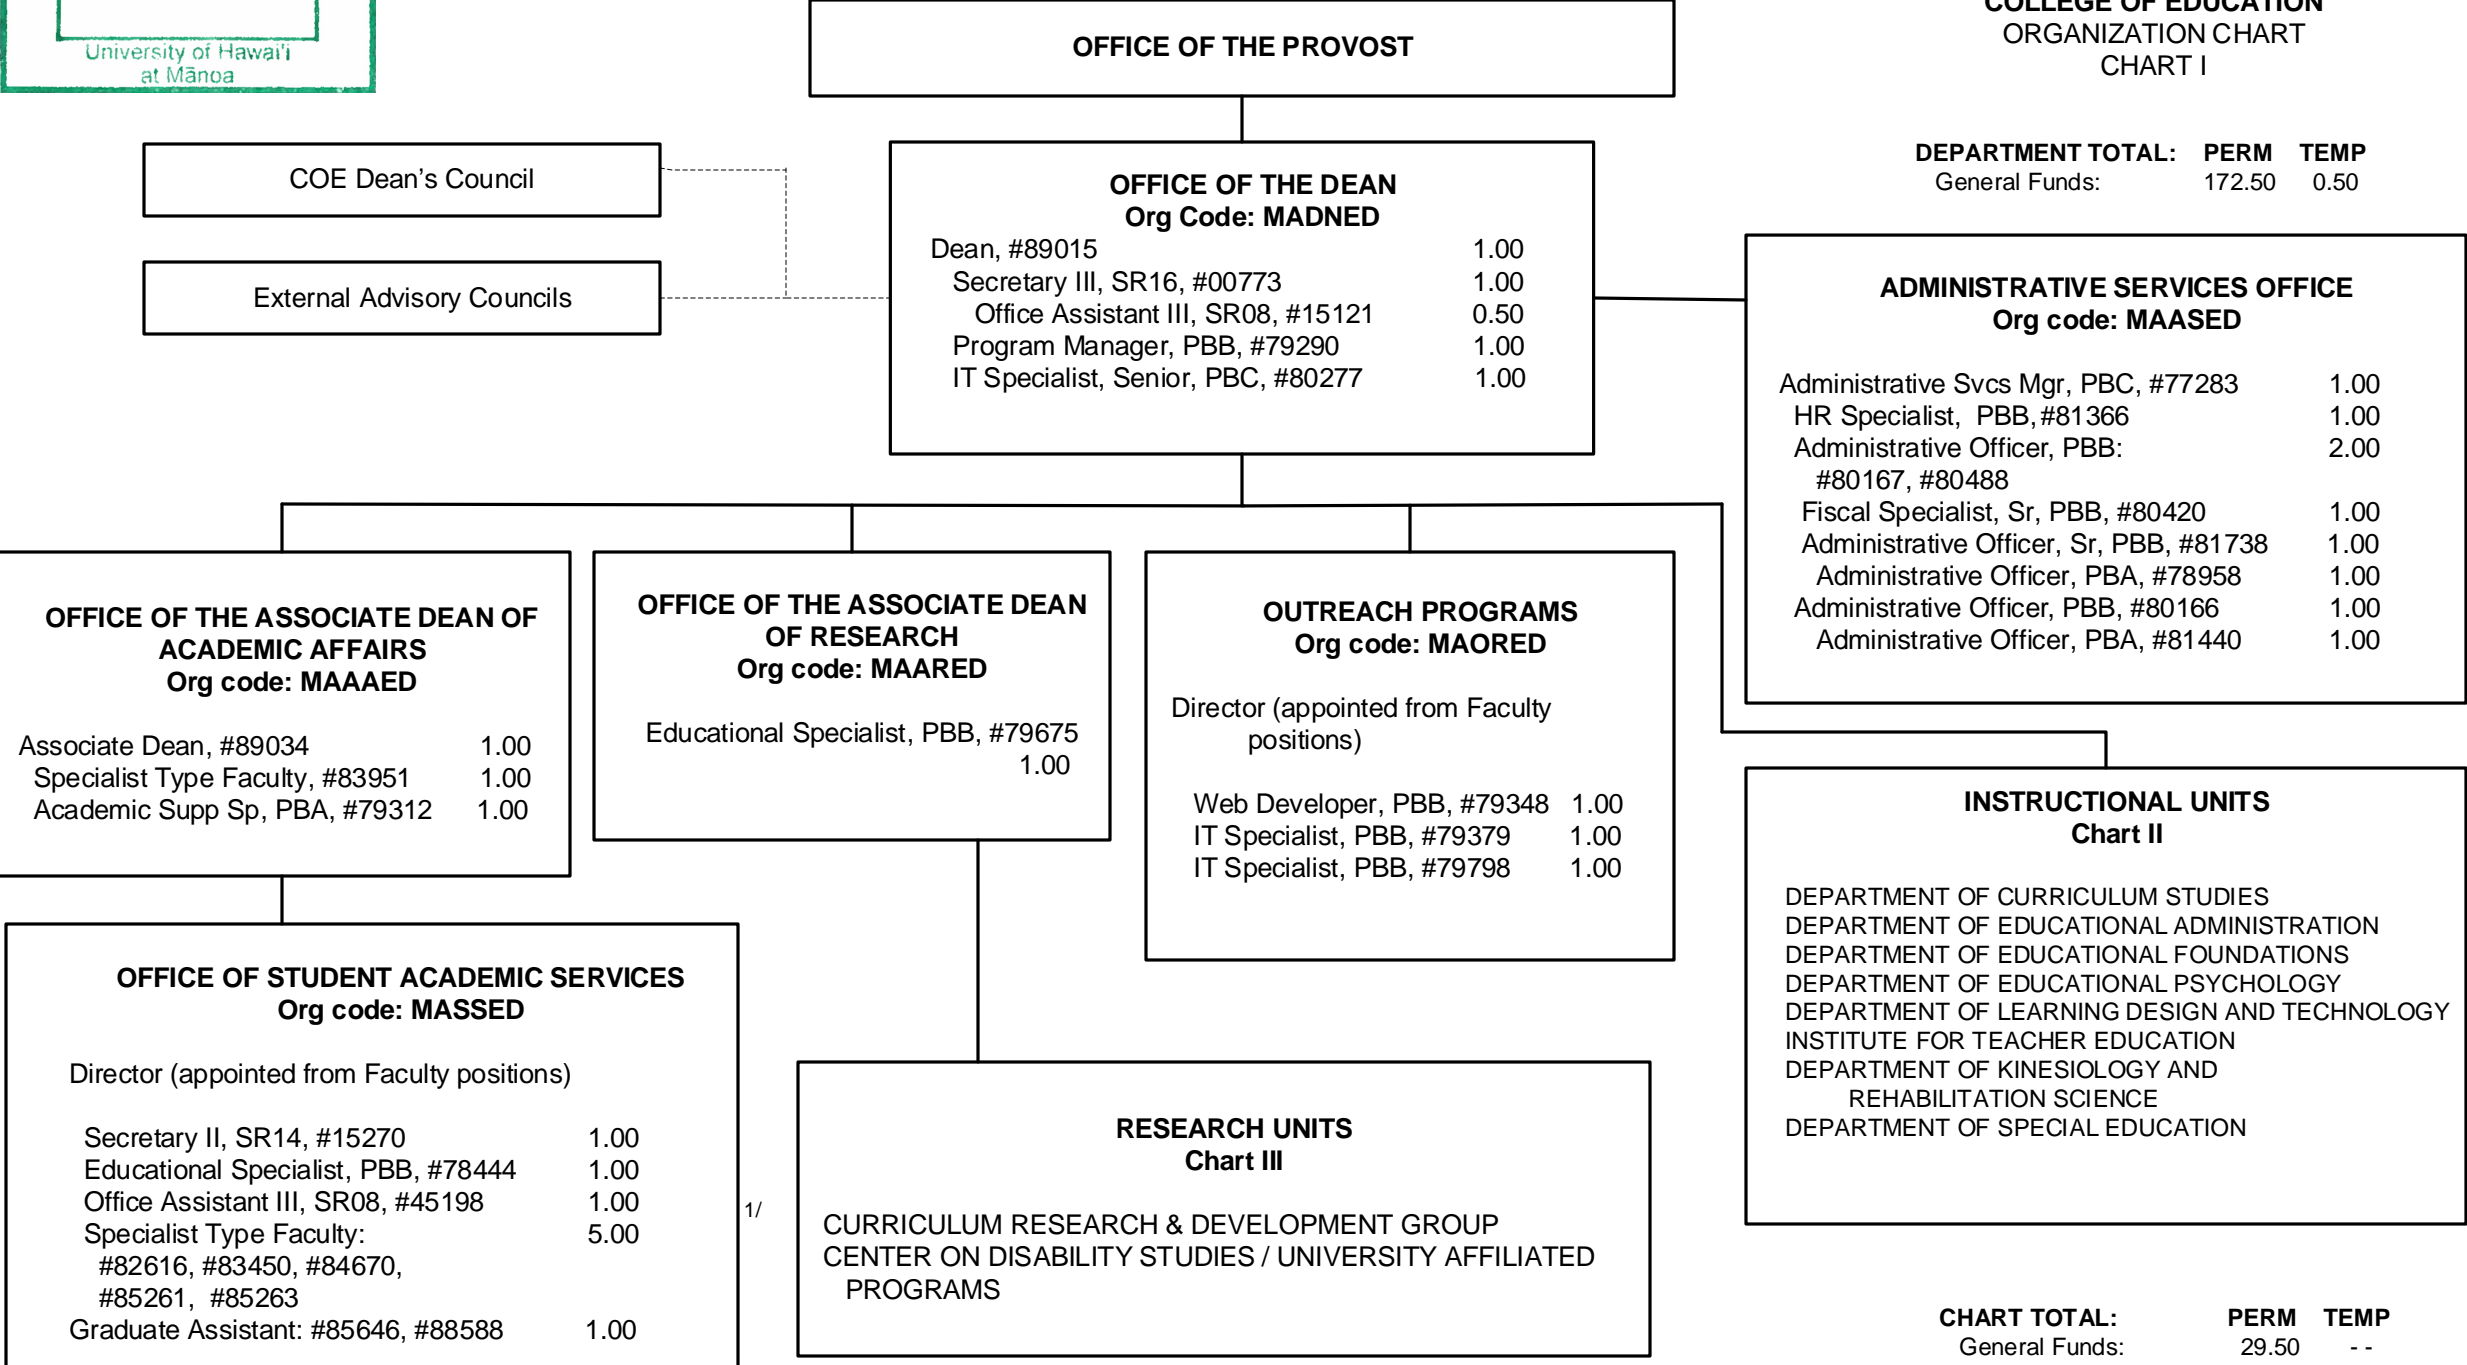 University of Hawai'i
at Mānoa
COLLEGE OF EDUCATION
ORGANIZATION CHART
CHART I
OFFICE OF THE PROVOST
DEPARTMENT TOTAL: PERM TEMP
General Funds: 172.50 0.50
COE Dean's Council
External Advisory Councils
OFFICE OF THE DEAN
Org Code: MADNED
Dean, #89015 1.00
Secretary III, SR16, #00773 1.00
Office Assistant III, SR08, #15121 0.50
Program Manager, PBB, #79290 1.00
IT Specialist, Senior, PBC, #80277 1.00
ADMINISTRATIVE SERVICES OFFICE
Org code: MAASED
Administrative Svcs Mgr, PBC, #77283 1.00
HR Specialist, PBB, #81366 1.00
Administrative Officer, PBB: 2.00
#80167, #80488
Fiscal Specialist, Sr, PBB, #80420 1.00
Administrative Officer, Sr, PBB, #81738 1.00
Administrative Officer, PBA, #78958 1.00
Administrative Officer, PBB, #80166 1.00
Administrative Officer, PBA, #81440 1.00
OFFICE OF THE ASSOCIATE DEAN OF
ACADEMIC AFFAIRS
Org code: MAAAED
Associate Dean, #89034 1.00
Specialist Type Faculty, #83951 1.00
Academic Supp Sp, PBA, #79312 1.00
OFFICE OF THE ASSOCIATE DEAN
OF RESEARCH
Org code: MAARED
Educational Specialist, PBB, #79675
1.00
OUTREACH PROGRAMS
Org code: MAORED
Director (appointed from Faculty
positions)
Web Developer, PBB, #79348 1.00
IT Specialist, PBB, #79379 1.00
IT Specialist, PBB, #79798 1.00
INSTRUCTIONAL UNITS
Chart II
DEPARTMENT OF CURRICULUM STUDIES
DEPARTMENT OF EDUCATIONAL ADMINISTRATION
DEPARTMENT OF EDUCATIONAL FOUNDATIONS
DEPARTMENT OF EDUCATIONAL PSYCHOLOGY
DEPARTMENT OF LEARNING DESIGN AND TECHNOLOGY
INSTITUTE FOR TEACHER EDUCATION
DEPARTMENT OF KINESIOLOGY AND
REHABILITATION SCIENCE
DEPARTMENT OF SPECIAL EDUCATION
OFFICE OF STUDENT ACADEMIC SERVICES
Org code: MASSED
Director (appointed from Faculty positions)
Secretary II, SR14, #15270 1.00
Educational Specialist, PBB, #78444 1.00
Office Assistant III, SR08, #45198 1.00
Specialist Type Faculty: 5.00
#82616, #83450, #84670,
#85261, #85263
Graduate Assistant: #85646, #88588 1.00
1/
RESEARCH UNITS
Chart III
CURRICULUM RESEARCH & DEVELOPMENT GROUP
CENTER ON DISABILITY STUDIES / UNIVERSITY AFFILIATED
PROGRAMS
CHART TOTAL: PERM TEMP
General Funds: 29.50 - -